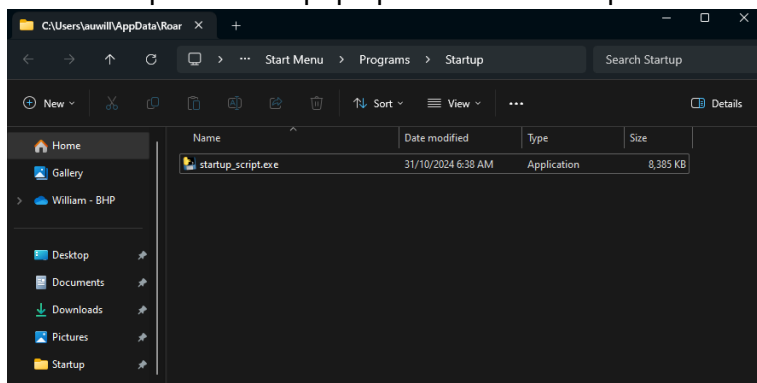 C:\Users\auwill\AppData\Roar
Start Menu > Programs > Startup
Search Startup
New
Sort
View
Details
Name
Date modified
Type
Size
Home
startup_script.exe
31/10/2024 6:38 AM
Application
8,385 KB
Gallery
William - BHP
Desktop
Documents
Downloads
Pictures
Startup